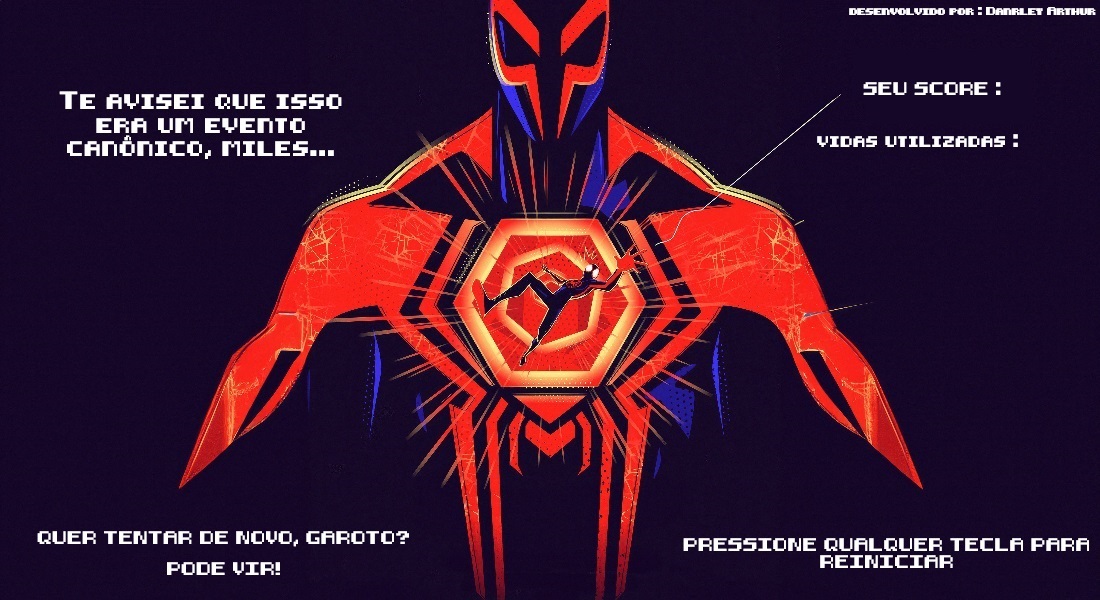 DESENVOLVIDO POR : DANRLEY ARTHUR
TE AVISEI QUE ISSO
ERA UM EVENTO
CANÔNICO, MILES...
SEU SCORE :
VIDAS UTILIZADAS :
QUER TENTAR DE NOVO, GAROTO?
PODE VIR!
PRESSIONE QUALQUER TECLA PARA
REINICIAR